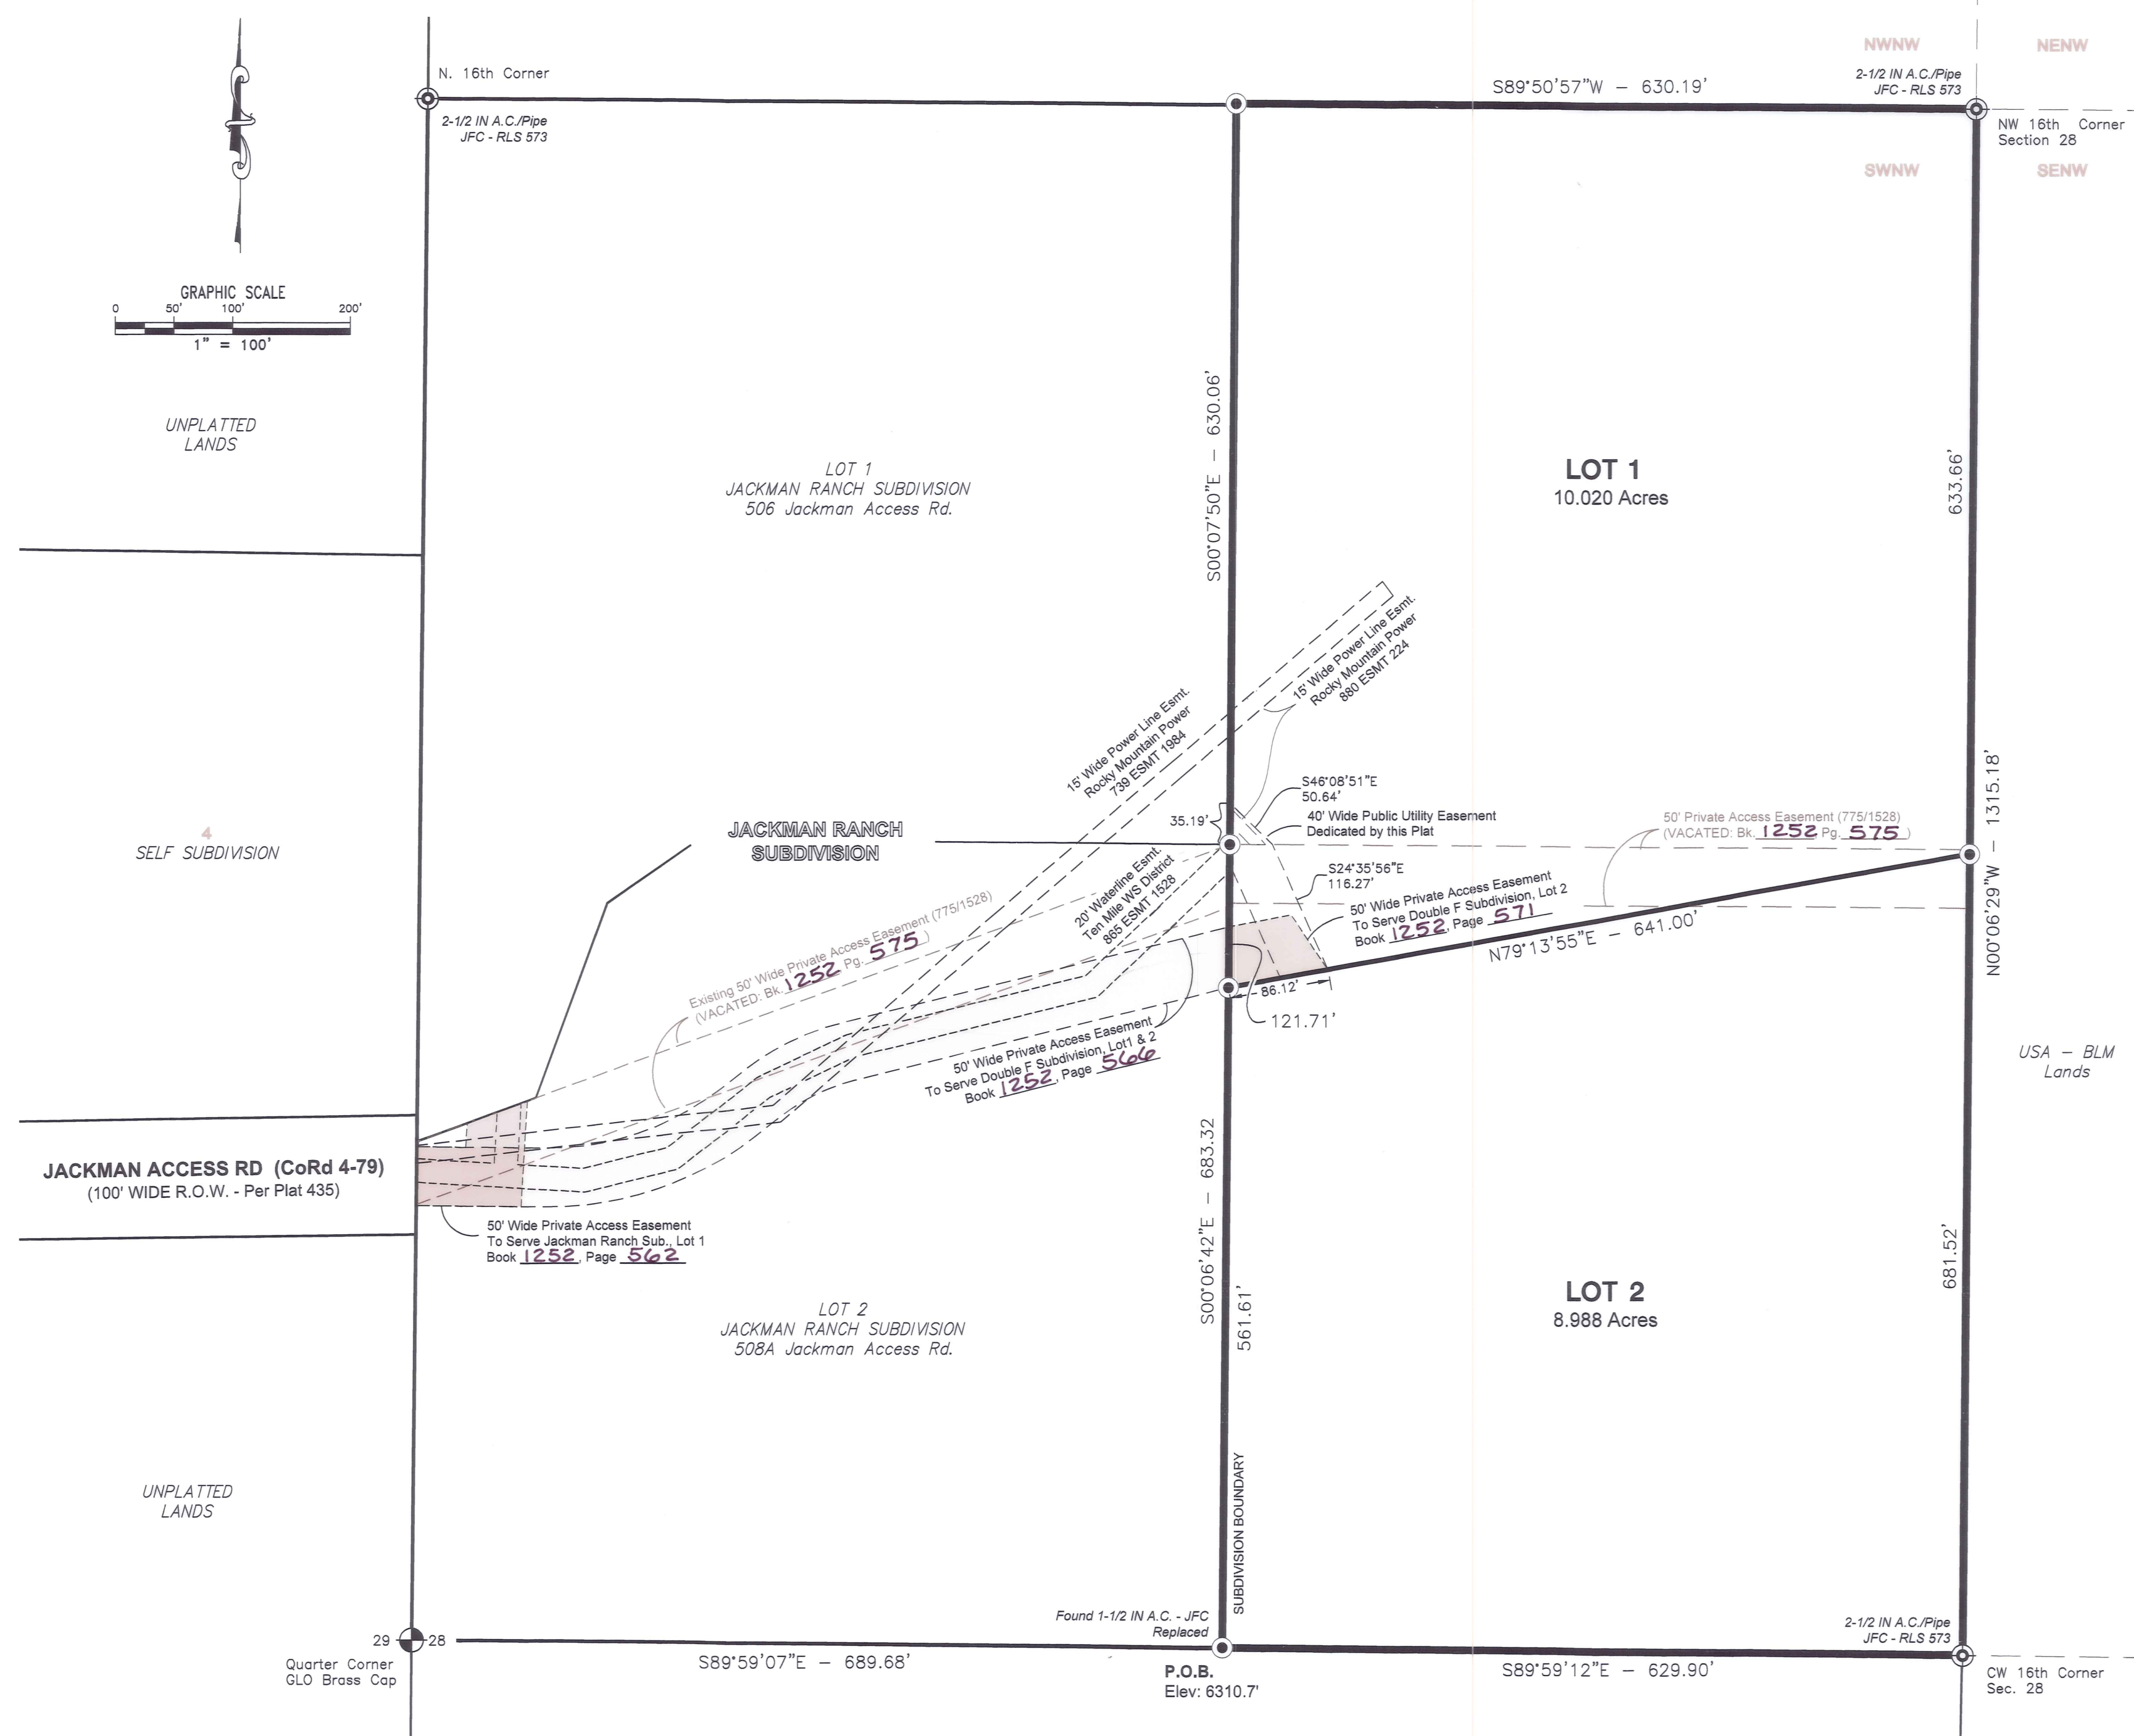 NWNW
NENW
N. 16th Corner
2-1/2 IN A.C./Pipe
JFC - RLS 573
S89°50'57"W – 630.19'
2-1/2 IN A.C./Pipe
JFC - RLS 573
NW 16th Corner
Section 28
SWNW
SENW
GRAPHIC SCALE
0 50' 100' 200'
1" = 100'
UNPLATTED
LANDS
LOT 1
JACKMAN RANCH SUBDIVISION
506 Jackman Access Rd.
S00°07'50"E – 630.06'
LOT 1
10.020 Acres
633.66'
15' Wide Power Line Esmt.
Rocky Mountain Power
739 ESMT 1984
15' Wide Power Line Esmt.
Rocky Mountain Power
880 ESMT 224
S46°08'51"E
50.64'
35.19'
40' Wide Public Utility Easement
Dedicated by this Plat
50' Private Access Easement (775/1528)
(VACATED: Bk. 1252 Pg. 575 )
N00°06'29"W – 1315.18'
4
SELF SUBDIVISION
JACKMAN RANCH
SUBDIVISION
20' Waterline Esmt.
Ten Mile WS District
865 ESMT 1528
S24°35'56"E
116.27'
50' Wide Private Access Easement
To Serve Double F Subdivision, Lot 2
Book 1252, Page 571
N79°13'55"E – 641.00'
Existing 50' Wide Private Access Easement (775/1528)
(VACATED: Bk. 1252 Pg. 575 )
86.12'
121.71'
50' Wide Private Access Easement
To Serve Double F Subdivision, Lot1 & 2
Book 1252, Page 566
USA – BLM
Lands
JACKMAN ACCESS RD (CoRd 4-79)
(100' WIDE R.O.W. - Per Plat 435)
50' Wide Private Access Easement
To Serve Jackman Ranch Sub., Lot 1
Book 1252, Page 562
S00°06'42"E – 683.32
561.61'
681.52'
LOT 2
JACKMAN RANCH SUBDIVISION
508A Jackman Access Rd.
LOT 2
8.988 Acres
UNPLATTED
LANDS
SUBDIVISION BOUNDARY
Found 1-1/2 IN A.C. - JFC
Replaced
2-1/2 IN A.C./Pipe
JFC - RLS 573
29 28
Quarter Corner
GLO Brass Cap
S89°59'07"E – 689.68'
P.O.B.
Elev: 6310.7'
S89°59'12"E – 629.90'
CW 16th Corner
Sec. 28